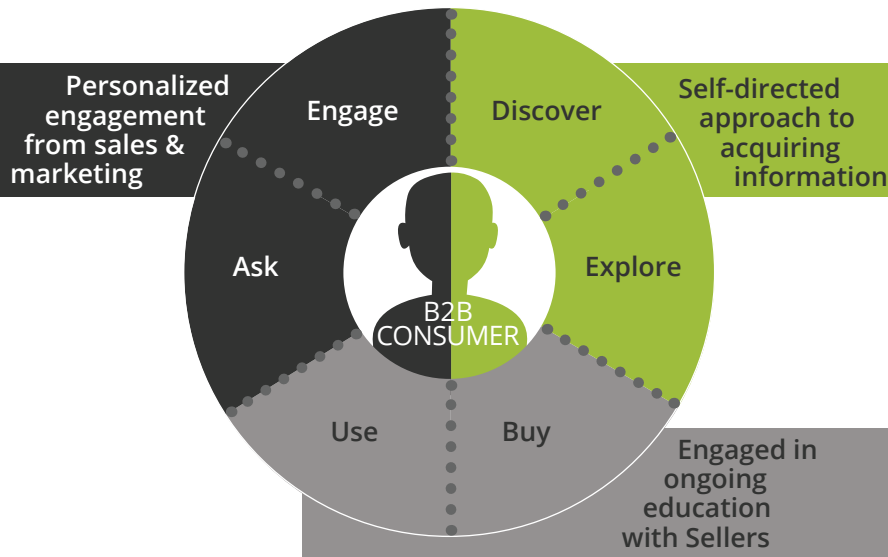 Personalized
engagement
from sales &
marketing
Engage
Discover
Self-directed
approach to
acquiring
information
Ask
Explore
B2B
CONSUMER
Use
Buy
Engaged in
ongoing
education
with Sellers